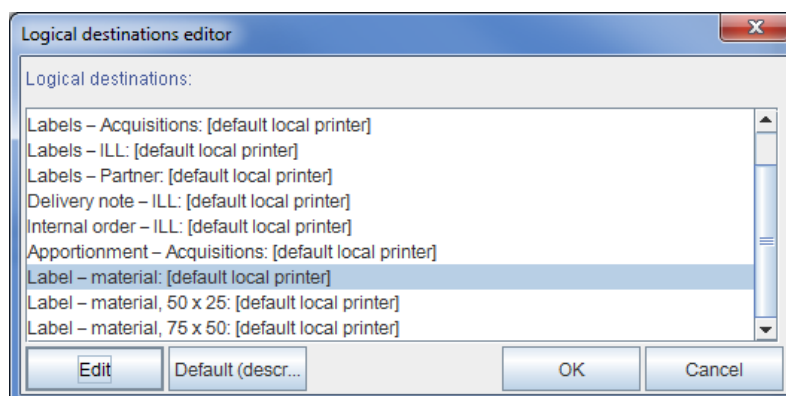 Logical destinations editor
Logical destinations:
Labels – Acquisitions: [default local printer]
Labels – ILL: [default local printer]
Labels – Partner: [default local printer]
Delivery note – ILL: [default local printer]
Internal order – ILL: [default local printer]
Apportionment – Acquisitions: [default local printer]
Label – material: [default local printer]
Label – material, 50 x 25: [default local printer]
Label – material, 75 x 50: [default local printer]
Edit Default (descr... OK Cancel